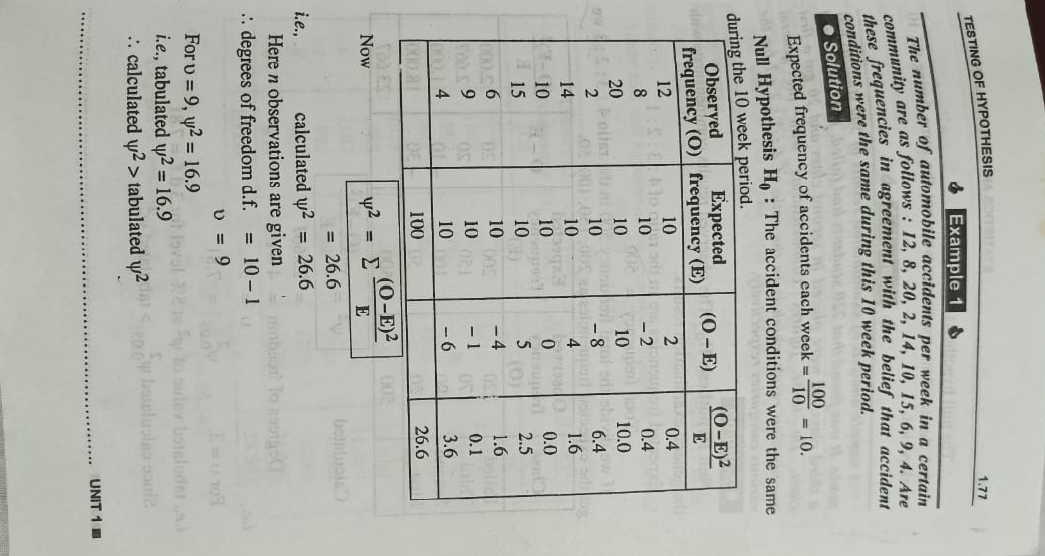 TESTING OF HYPOTHESIS 1.77
Example 1
The number of automobile accidents per week in a certain
community are as follows : 12, 8, 20, 2, 14, 10, 15, 6, 9, 4. Are
these frequencies in agreement with the belief that accident
conditions were the same during this 10 week period.
● Solution
Expected frequency of accidents each week = 100/10 = 10.
Null Hypothesis H₀ : The accident conditions were the same
during the 10 week period.
Observed frequency (O) Expected frequency (E) (O – E) (O–E)²/E
12 10 2 0.4
8 10 – 2 0.4
20 10 10 10.0
2 10 – 8 6.4
14 10 4 1.6
10 10 0 0.0
15 10 5 2.5
6 10 – 4 1.6
9 10 – 1 0.1
4 10 – 6 3.6
100 26.6
Now ψ² = Σ (O–E)²/E
= 26.6
i.e., calculated ψ² = 26.6
Here n observations are given
∴ degrees of freedom d.f. = 10 – 1
υ = 9
For υ = 9, ψ² = 16.9
i.e., tabulated ψ² = 16.9
∴ calculated ψ² > tabulated ψ²
UNIT 1 ■